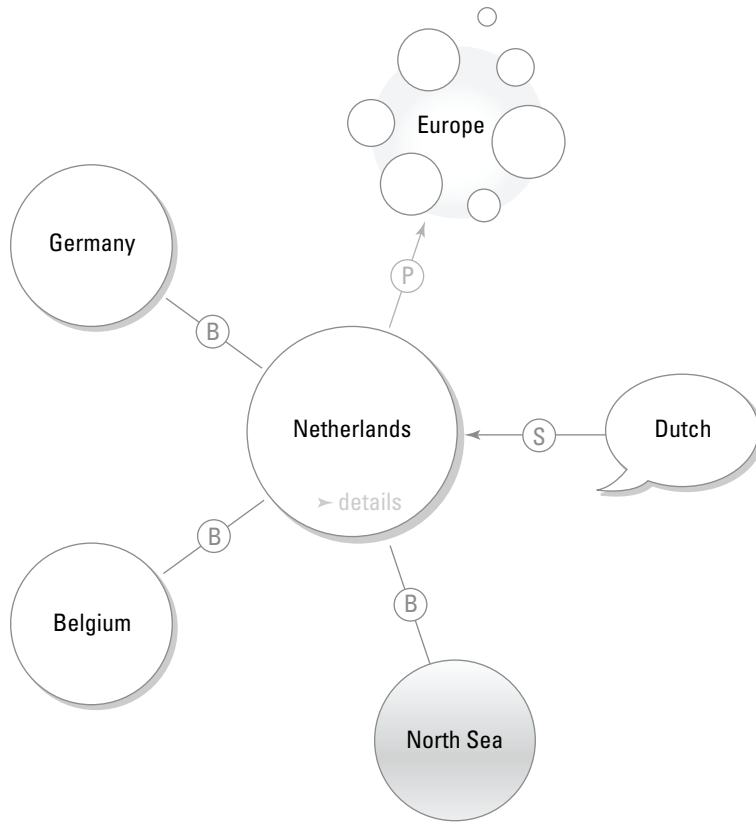 Europe
Germany
P
B
Netherlands
S
Dutch
➢ details
B
B
Belgium
North Sea